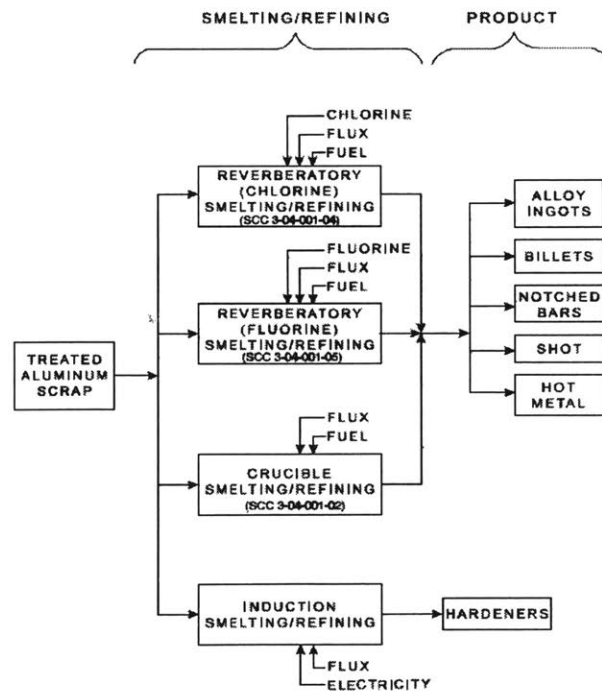 SMELTING/REFINING
PRODUCT
CHLORINE
FLUX
FUEL
REVERBERATORY
(CHLORINE)
SMELTING/REFINING
(SCC 3-04-001-04)
FLUORINE
FLUX
FUEL
REVERBERATORY
(FLUORINE)
SMELTING/REFINING
(SCC 3-04-001-05)
TREATED
ALUMINUM
SCRAP
FLUX
FUEL
CRUCIBLE
SMELTING/REFINING
(SCC 3-04-001-02)
INDUCTION
SMELTING/REFINING
FLUX
ELECTRICITY
ALLOY
INGOTS
BILLETS
NOTCHED
BARS
SHOT
HOT
METAL
HARDENERS